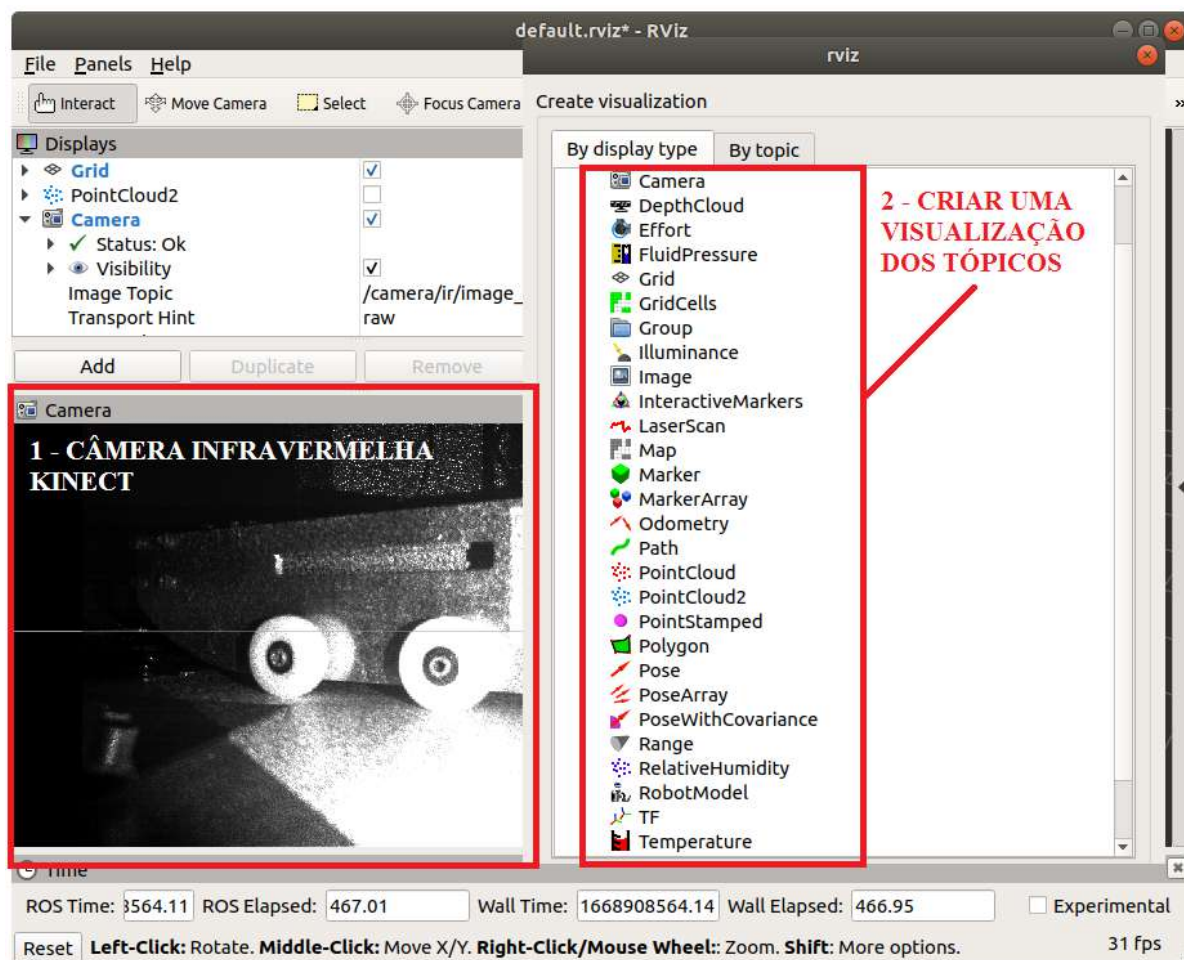 default.rviz* - RViz
rviz
File Panels Help
Interact Move Camera Select Focus Camera
Create visualization
»
Displays
Grid
PointCloud2
Camera
Status: Ok
Visibility
Image Topic /camera/ir/image_
Transport Hint raw
Add Duplicate Remove
Camera
1 - CÂMERA INFRAVERMELHA
KINECT
By display type By topic
Camera
DepthCloud
Effort
FluidPressure
Grid
GridCells
Group
Illuminance
Image
InteractiveMarkers
LaserScan
Map
Marker
MarkerArray
Odometry
Path
PointCloud
PointCloud2
PointStamped
Polygon
Pose
PoseArray
PoseWithCovariance
Range
RelativeHumidity
RobotModel
TF
Temperature
2 - CRIAR UMA
VISUALIZAÇÃO
DOS TÓPICOS
Time
ROS Time: 3564.11 ROS Elapsed: 467.01 Wall Time: 1668908564.14 Wall Elapsed: 466.95 Experimental
Reset Left-Click: Rotate. Middle-Click: Move X/Y. Right-Click/Mouse Wheel:: Zoom. Shift: More options. 31 fps